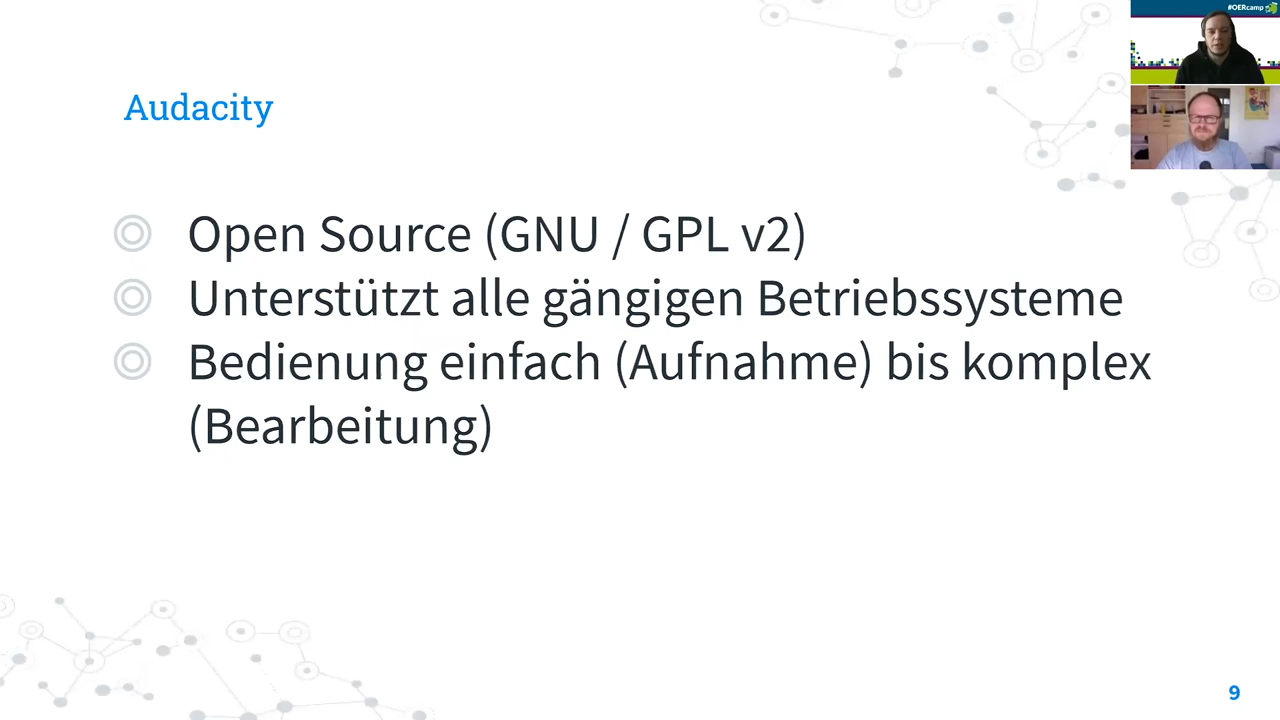 #OERcamp
Audacity
Open Source (GNU / GPL v2)
Unterstützt alle gängigen Betriebssysteme
Bedienung einfach (Aufnahme) bis komplex
(Bearbeitung)
9